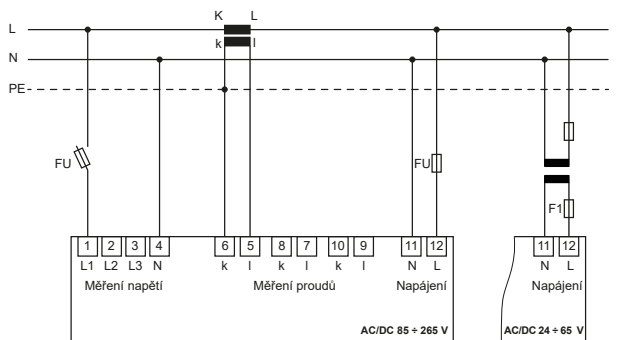 K L
L
k l
N
PE
FU
FU
F1
1 2 3 4 6 5 8 7 10 9 11 12 11 12
L1 L2 L3 N k l k l k l N L N L
Měření napětí Měření proudů Napájení Napájení
AC/DC 85 ÷ 265 V AC/DC 24 ÷ 65 V